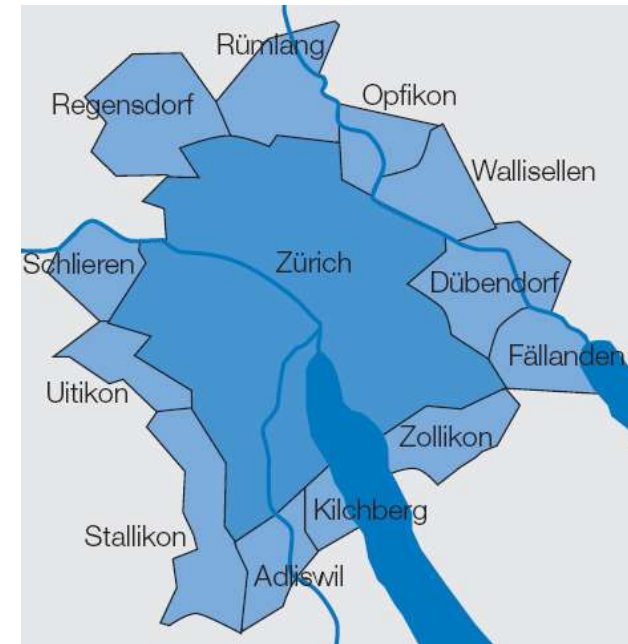 Rümlang
Opfikon
Regensdorf
Wallisellen
Schlieren
Zürich
Dübendorf
Fällanden
Uitikon
Zollikon
Kilchberg
Stallikon
Adliswil